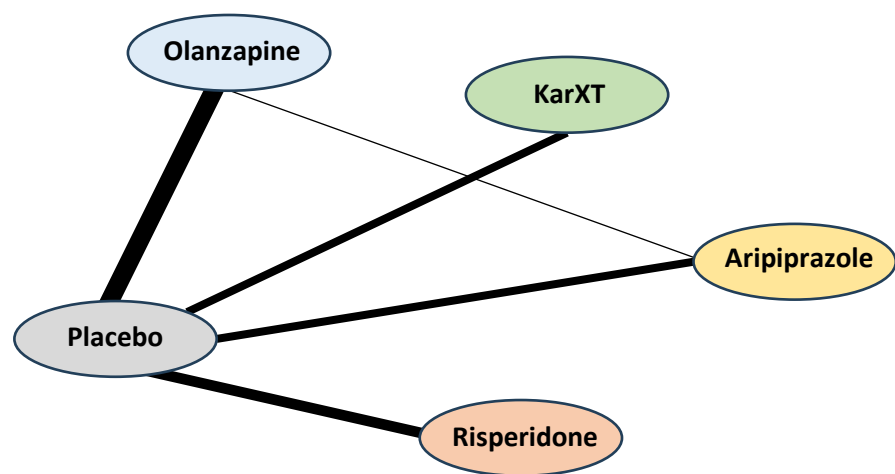 Olanzapine
KarXT
Aripiprazole
Placebo
Risperidone